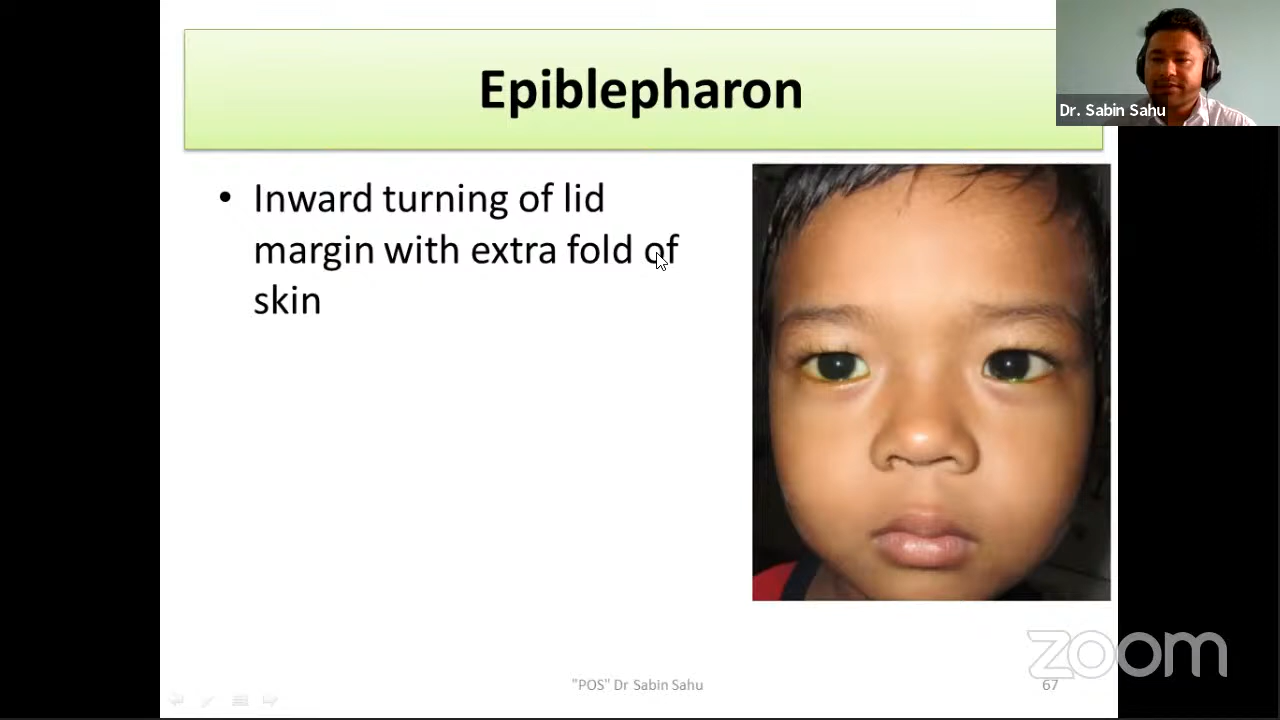 Epiblepharon
Dr. Sabin Sahu
• Inward turning of lid
margin with extra fold of
skin
zoom
"POS" Dr Sabin Sahu
67